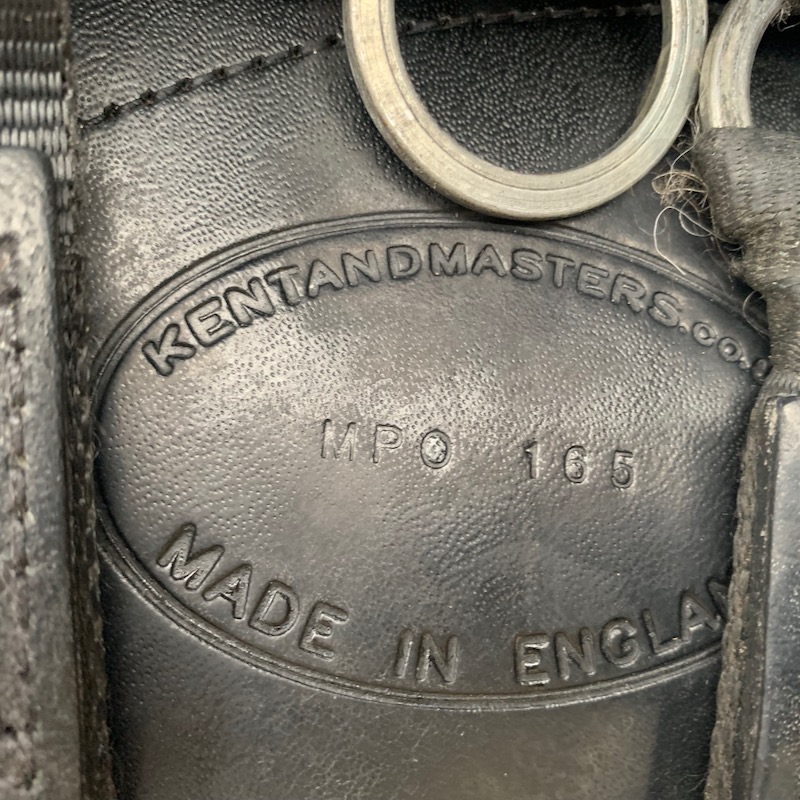 KENTANDMASTERS.CO.
MPO 165
MADE IN ENGLAN